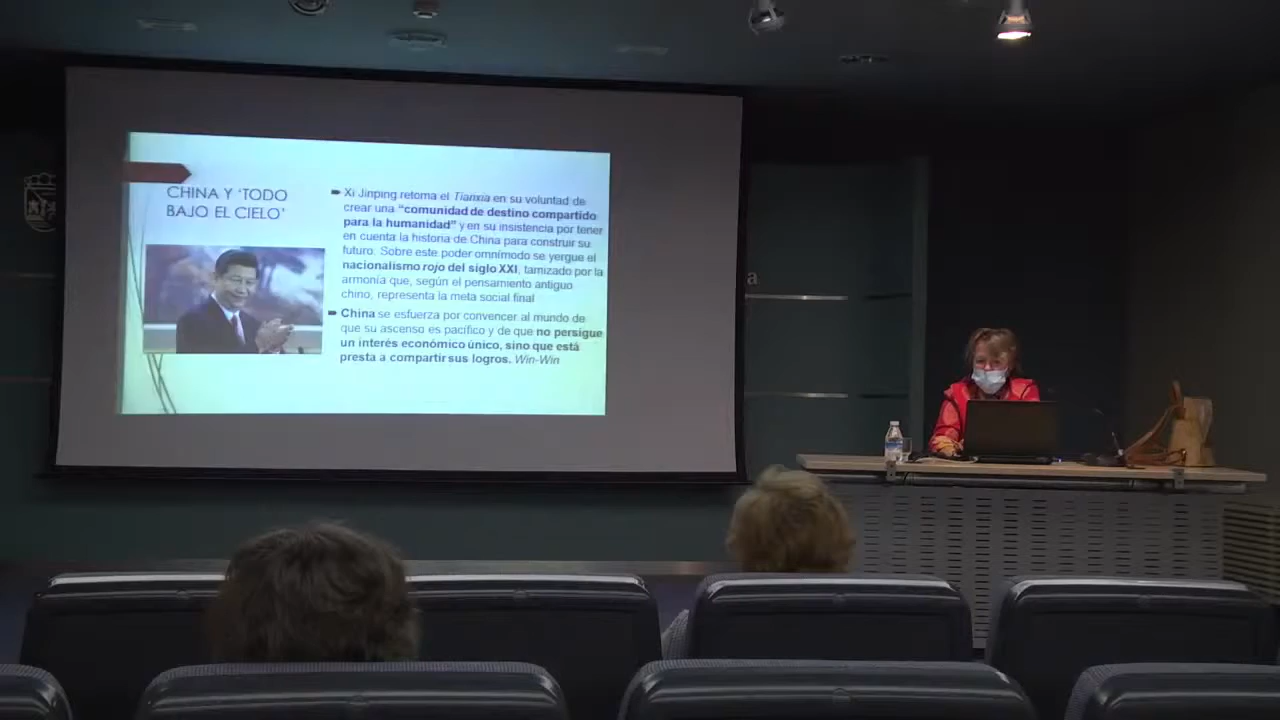 CHINA Y ‘TODO
BAJO EL CIELO’
Xi Jinping retoma el Tianxia en su voluntad de
crear una “comunidad de destino compartido
para la humanidad” y en su insistencia por tener
en cuenta la historia de China para construir su
futuro. Sobre este poder omnímodo se yergue el
nacionalismo rojo del siglo XXI, tamizado por la
armonía que, según el pensamiento antiguo
chino, representa la meta social final
China se esfuerza por convencer al mundo de
que su ascenso es pacífico y de que no persigue
un interés económico único, sino que está
presta a compartir sus logros. Win-Win
a